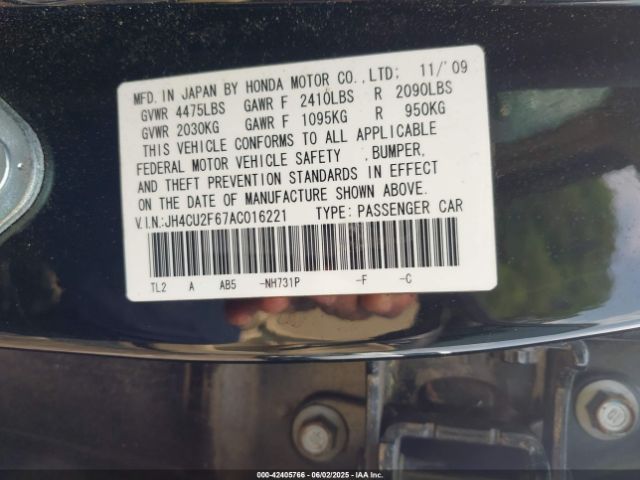 MFD. IN JAPAN BY HONDA MOTOR CO., LTD; 11/'09
GVWR 4475LBS GAWR F 2410LBS R 2090LBS
GVWR 2030KG GAWR F 1095KG R 950KG
THIS VEHICLE CONFORMS TO ALL APPLICABLE
FEDERAL MOTOR VEHICLE SAFETY ,BUMPER,
AND THEFT PREVENTION STANDARDS IN EFFECT
ON THE DATE OF MANUFACTURE SHOWN ABOVE.
V.I.N.:JH4CU2F67AC016221 TYPE: PASSENGER CAR
TL2 A AB5 -NH731P -F -C
000-42405766 - 06/02/2025 - IAA Inc.